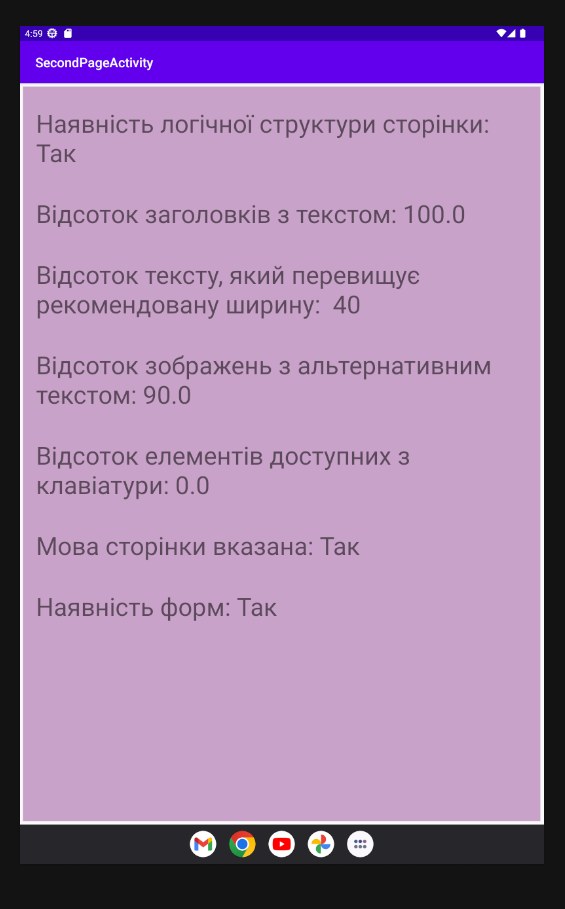 4:59
SecondPageActivity
Наявність логічної структури сторінки:
Так
Відсоток заголовків з текстом: 100.0
Відсоток тексту, який перевищує
рекомендовану ширину:  40
Відсоток зображень з альтернативним
текстом: 90.0
Відсоток елементів доступних з
клавіатури: 0.0
Мова сторінки вказана: Так
Наявність форм: Так